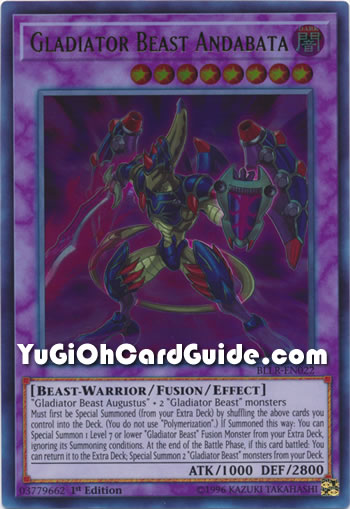 GLADIATOR BEAST ANDABATA
DARK
闇
YuGiOhCardGuide.com
BLLR-EN022
[BEAST-WARRIOR/FUSION/EFFECT]
"Gladiator Beast Augustus" + 2 "Gladiator Beast" monsters
Must first be Special Summoned (from your Extra Deck) by shuffling the above cards you
control into the Deck. (You do not use "Polymerization".) If Summoned this way: You can
Special Summon 1 Level 7 or lower "Gladiator Beast" Fusion Monster from your Extra Deck,
ignoring its Summoning conditions. At the end of the Battle Phase, if this card battled: You can
return it to the Extra Deck; Special Summon 2 "Gladiator Beast" monsters from your Deck.
ATK/1000 DEF/2800
03779662 1st Edition ©1996 KAZUKI TAKAHASHI